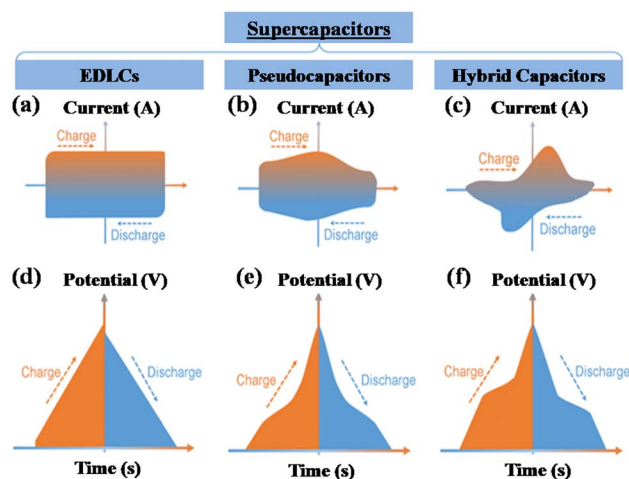 Supercapacitors
EDLCs
Pseudocapacitors
Hybrid Capacitors
(a)
Current (A)
Charge
Discharge
(b)
Current (A)
Charge
Discharge
(c)
Current (A)
Charge
Discharge
(d)
Potential (V)
Charge
Discharge
Time (s)
(e)
Potential (V)
Charge
Discharge
Time (s)
(f)
Potential (V)
Charge
Discharge
Time (s)